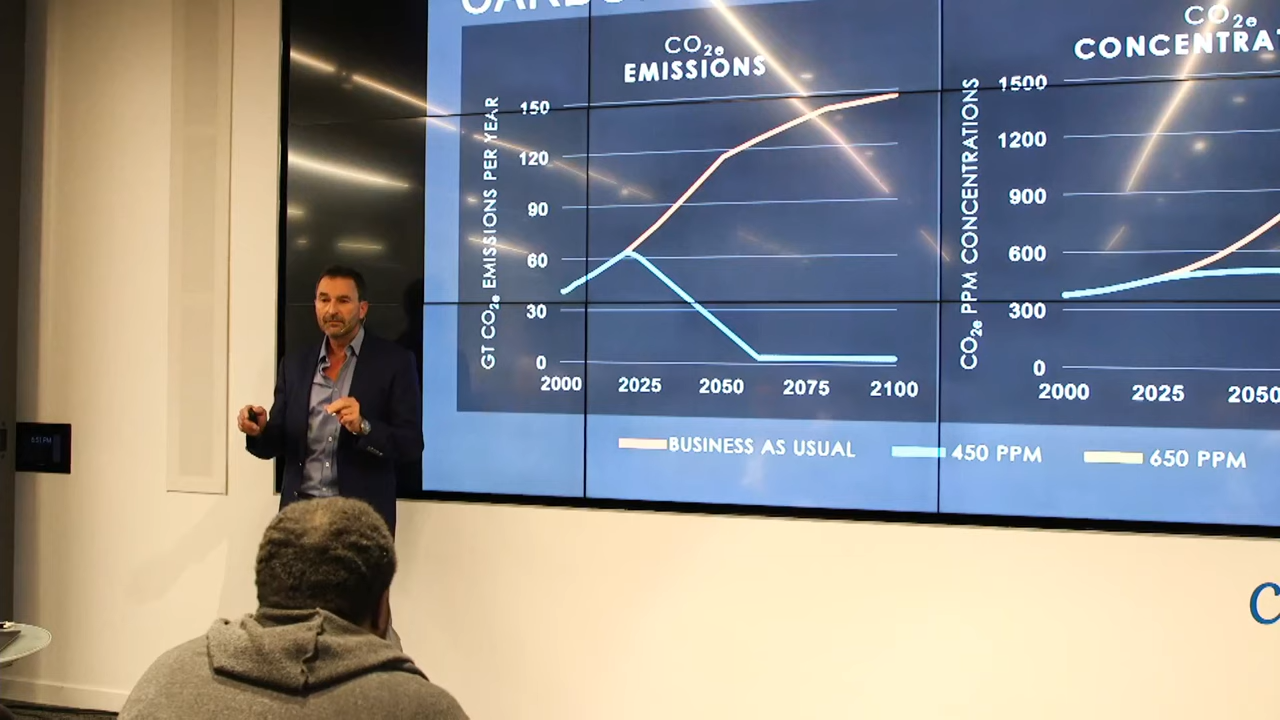 CO2e
EMISSIONS
GT CO2e EMISSIONS PER YEAR
150
120
90
60
30
0
2000 2025 2050 2075 2100
CO2e
CO2e PPM CONCENTRATIONS
1500
1200
900
600
300
0
2000 2025 2050
BUSINESS AS USUAL 450 PPM 650 PPM